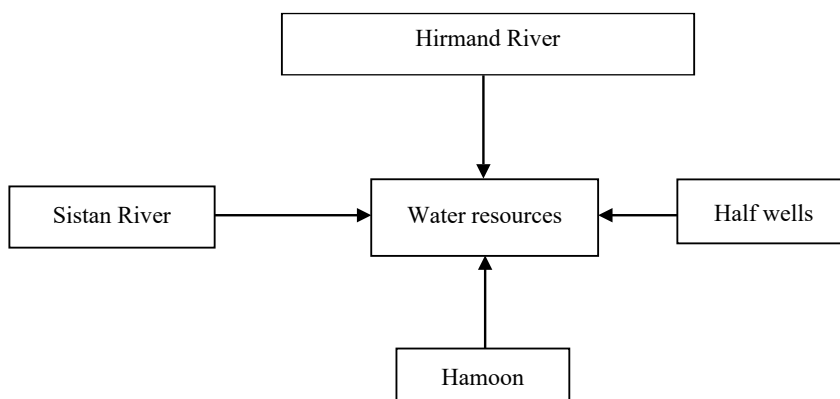 Hirmand River
Sistan River
Water resources
Half wells
Hamoon